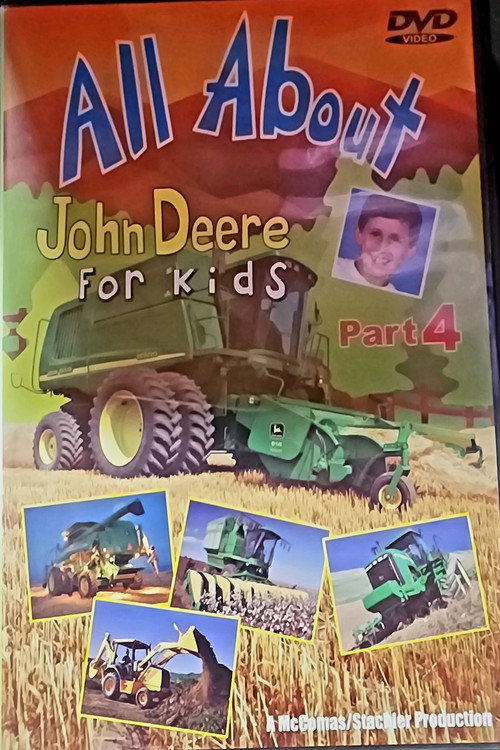 DVD
VIDEO
All About
John Deere
For Kids
Part 4
A McComas/Stachler Production